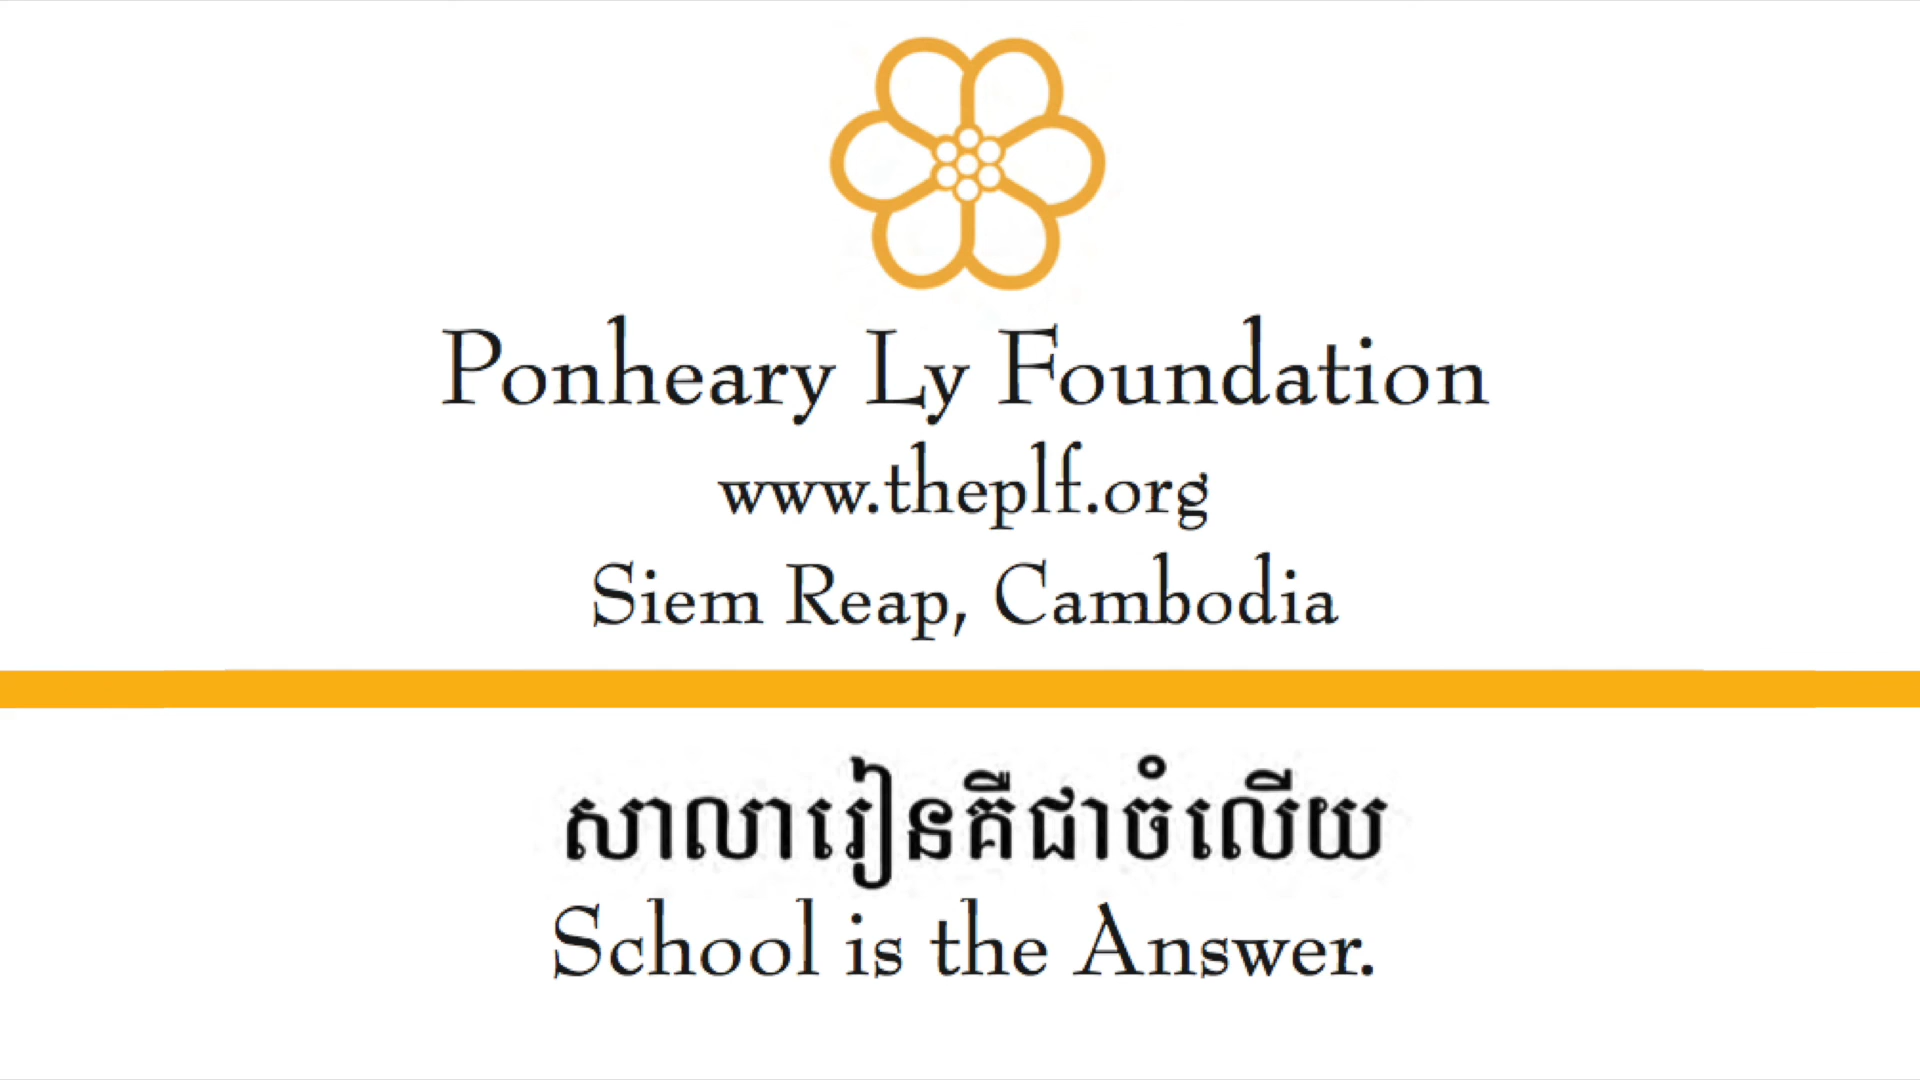 Ponheary Ly Foundation
www.theplf.org
Siem Reap, Cambodia
សាលារៀនគឺជាចំលើយ
School is the Answer.